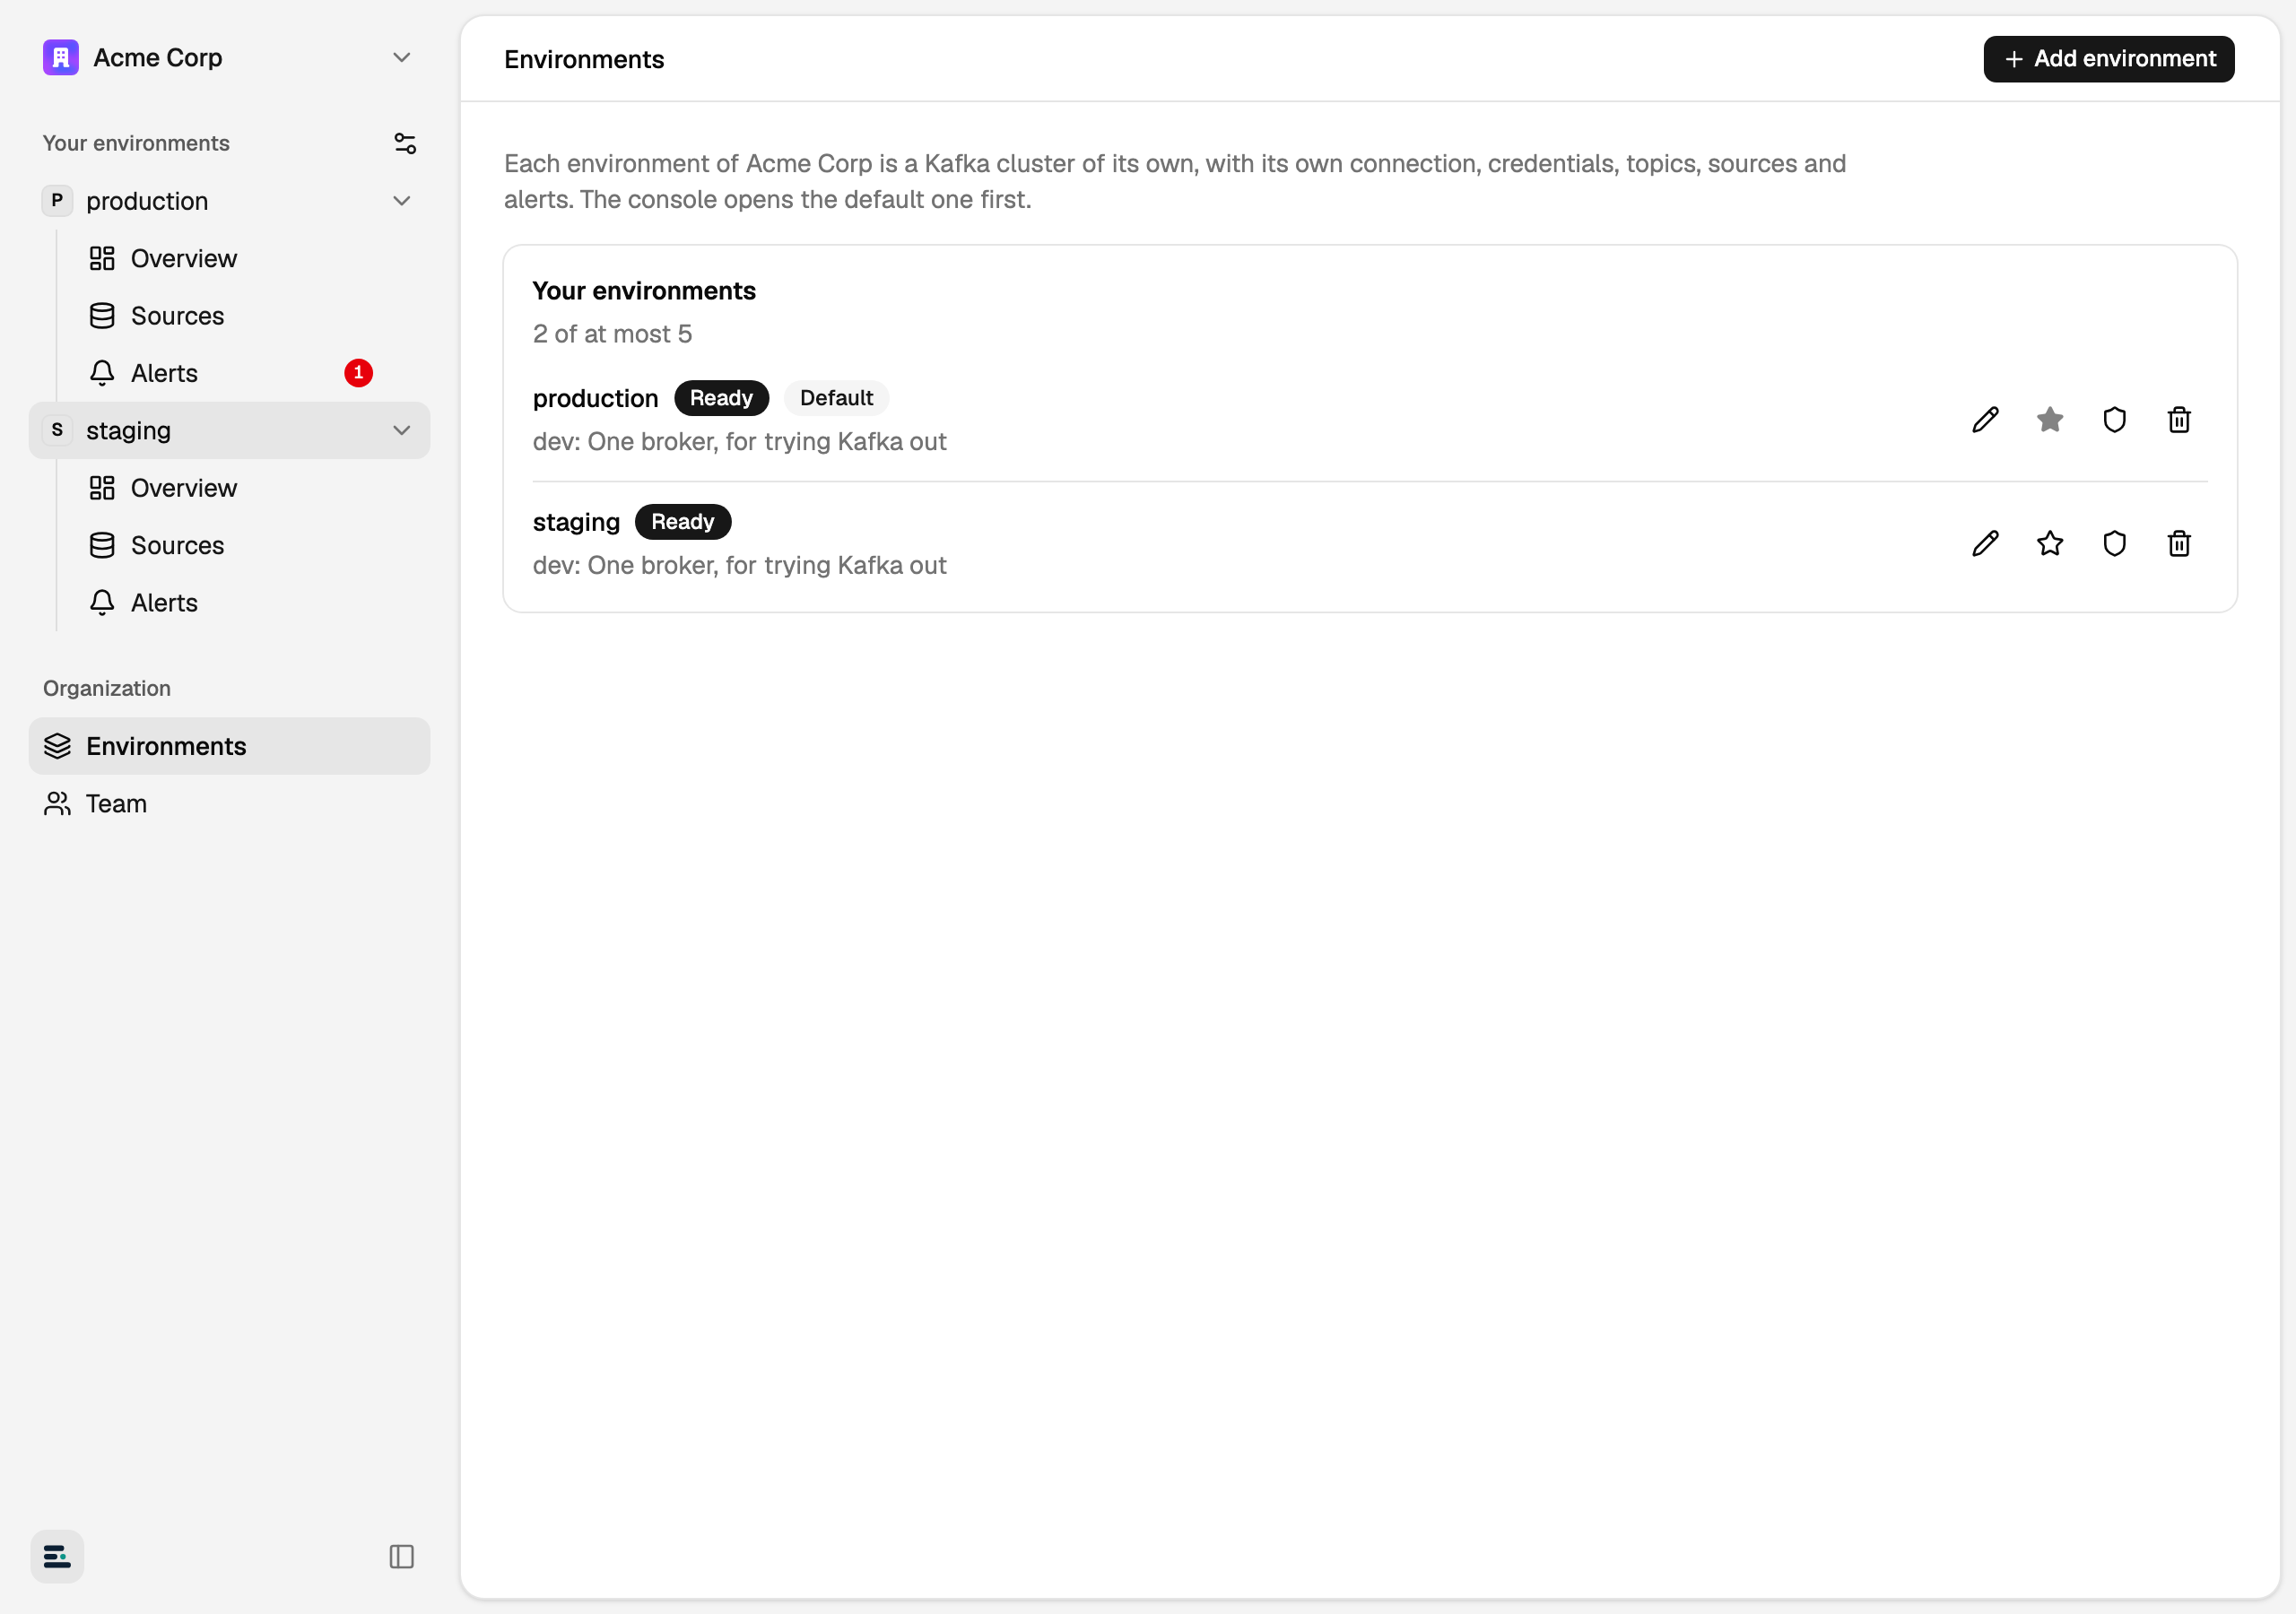 Acme Corp
Your environments
P production
Overview
Sources
Alerts 1
S staging
Overview
Sources
Alerts
Organization
Environments
Team
Environments
+ Add environment
Each environment of Acme Corp is a Kafka cluster of its own, with its own connection, credentials, topics, sources and
alerts. The console opens the default one first.
Your environments
2 of at most 5
production Ready Default
dev: One broker, for trying Kafka out
staging Ready
dev: One broker, for trying Kafka out